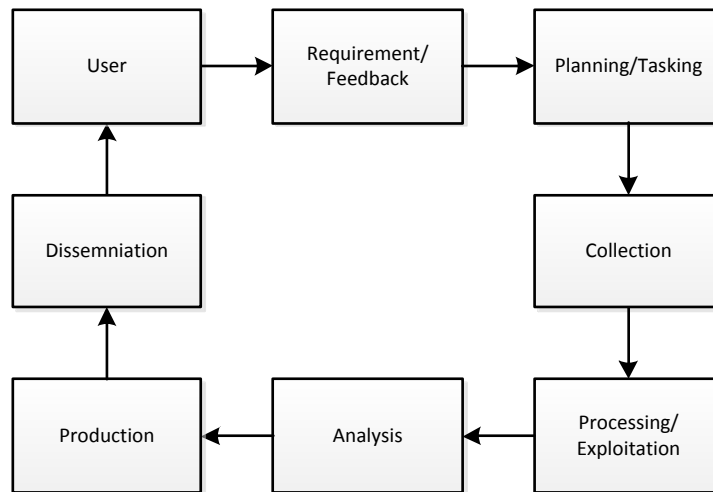 User
Requirement/
Feedback
Planning/Tasking
Dissemniation
Collection
Production
Analysis
Processing/
Exploitation